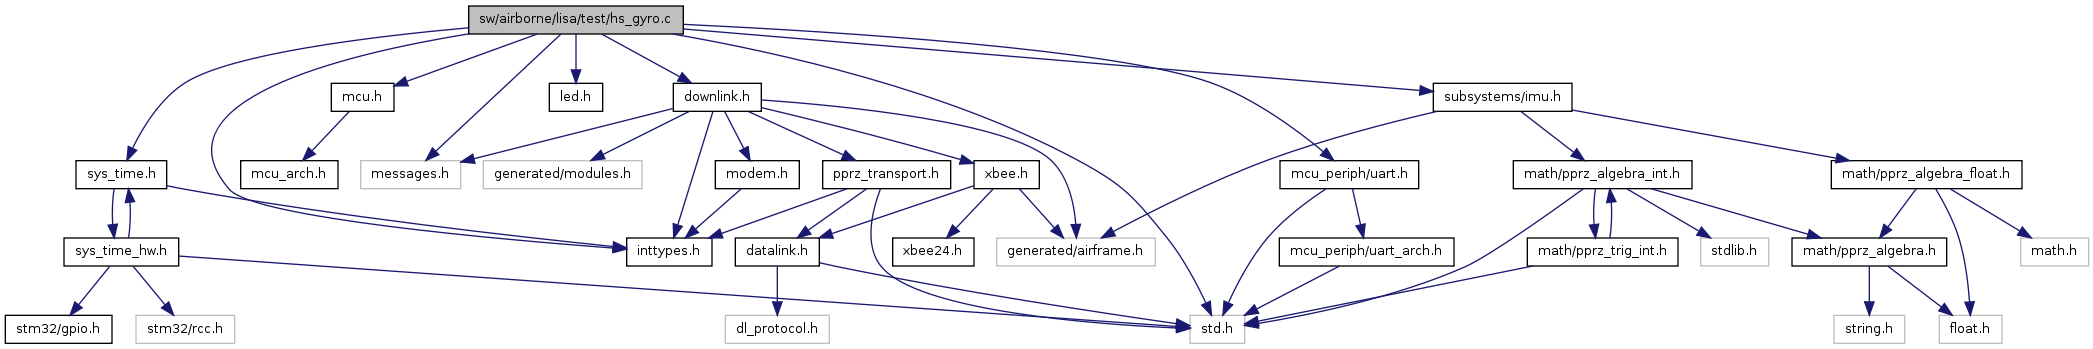 sw/airborne/lisa/test/hs_gyro.c
mcu.h
led.h
downlink.h
subsystems/imu.h
sys_time.h
mcu_arch.h
messages.h
generated/modules.h
modem.h
pprz_transport.h
xbee.h
mcu_periph/uart.h
math/pprz_algebra_int.h
math/pprz_algebra_float.h
sys_time_hw.h
inttypes.h
datalink.h
xbee24.h
generated/airframe.h
mcu_periph/uart_arch.h
math/pprz_trig_int.h
stdlib.h
math/pprz_algebra.h
math.h
stm32/gpio.h
stm32/rcc.h
dl_protocol.h
std.h
string.h
float.h